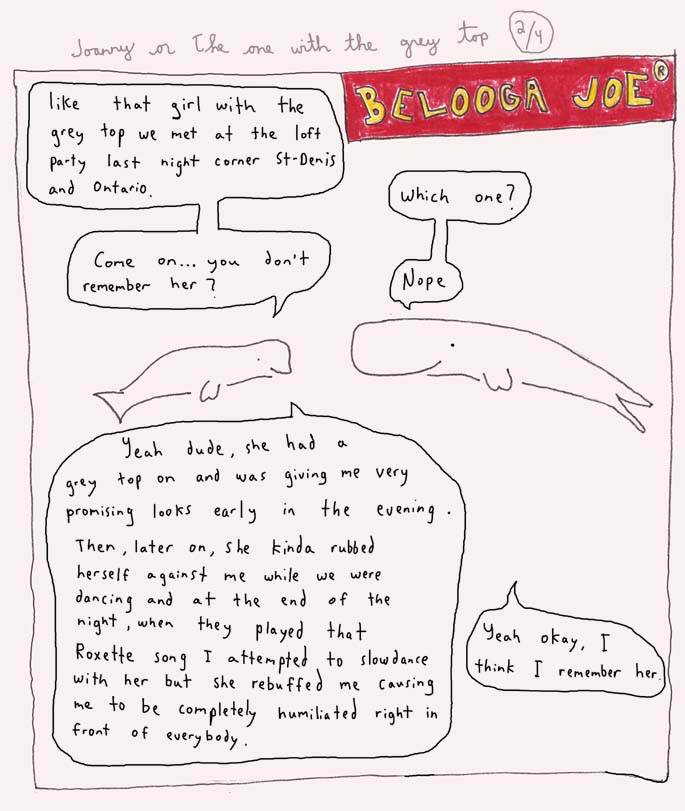 Joanny or The one with the grey top 2/4
BELOOGA JOE®
like that girl with the
grey top we met at the loft
party last night corner St-Denis
and Ontario.
Which one?
Come on... you don't
remember her?
Nope
Yeah dude, she had a
grey top on and was giving me very
promising looks early in the evening.
Then, later on, she kinda rubbed
herself against me while we were
dancing and at the end of the
night, when they played that
Roxette song I attempted to slowdance
with her but she rebuffed me causing
me to be completely humiliated right in
front of everybody.
Yeah okay, I
think I remember her.